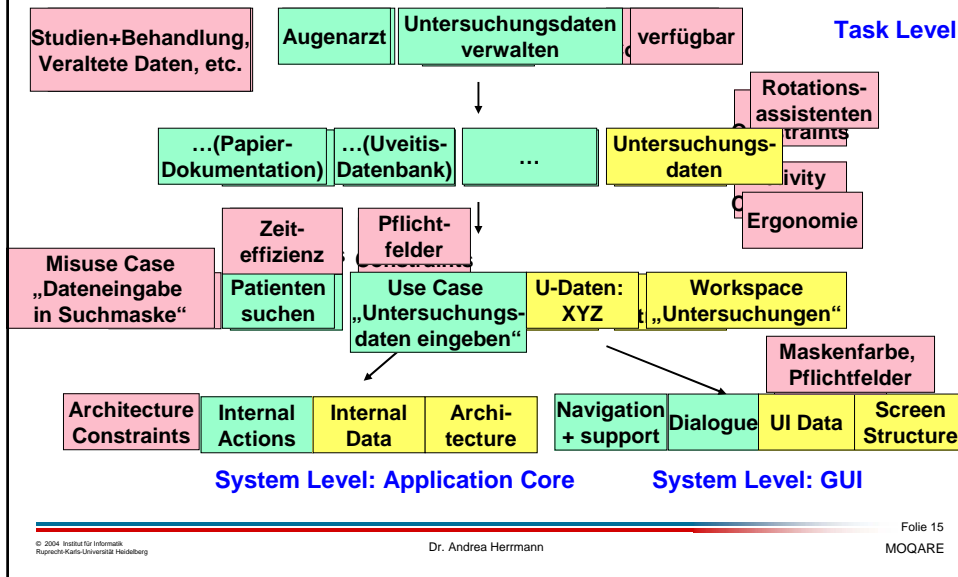 Task Level
Studien+Behandlung,
Veraltete Daten, etc.
Augenarzt
Untersuchungsdaten
verwalten
verfügbar
Rotations-
assistenten
…(Papier-
Dokumentation)
…(Uveitis-
Datenbank)
…
Untersuchungs-
daten
Ergonomie
Zeit-
effizienz
Pflicht-
felder
Misuse Case
„Dateneingabe
in Suchmaske“
Patienten
suchen
Use Case
„Untersuchungs-
daten eingeben“
U-Daten:
XYZ
Workspace
„Untersuchungen“
Maskenfarbe,
Pflichtfelder
Architecture
Constraints
Internal
Actions
Internal
Data
Archi-
tecture
Navigation
+ support
Dialogue
UI Data
Screen
Structure
System Level: Application Core
System Level: GUI
© 2004 Institut für Informatik
Ruprecht-Karls-Universität Heidelberg
Dr. Andrea Herrmann
Folie 15
MOQARE